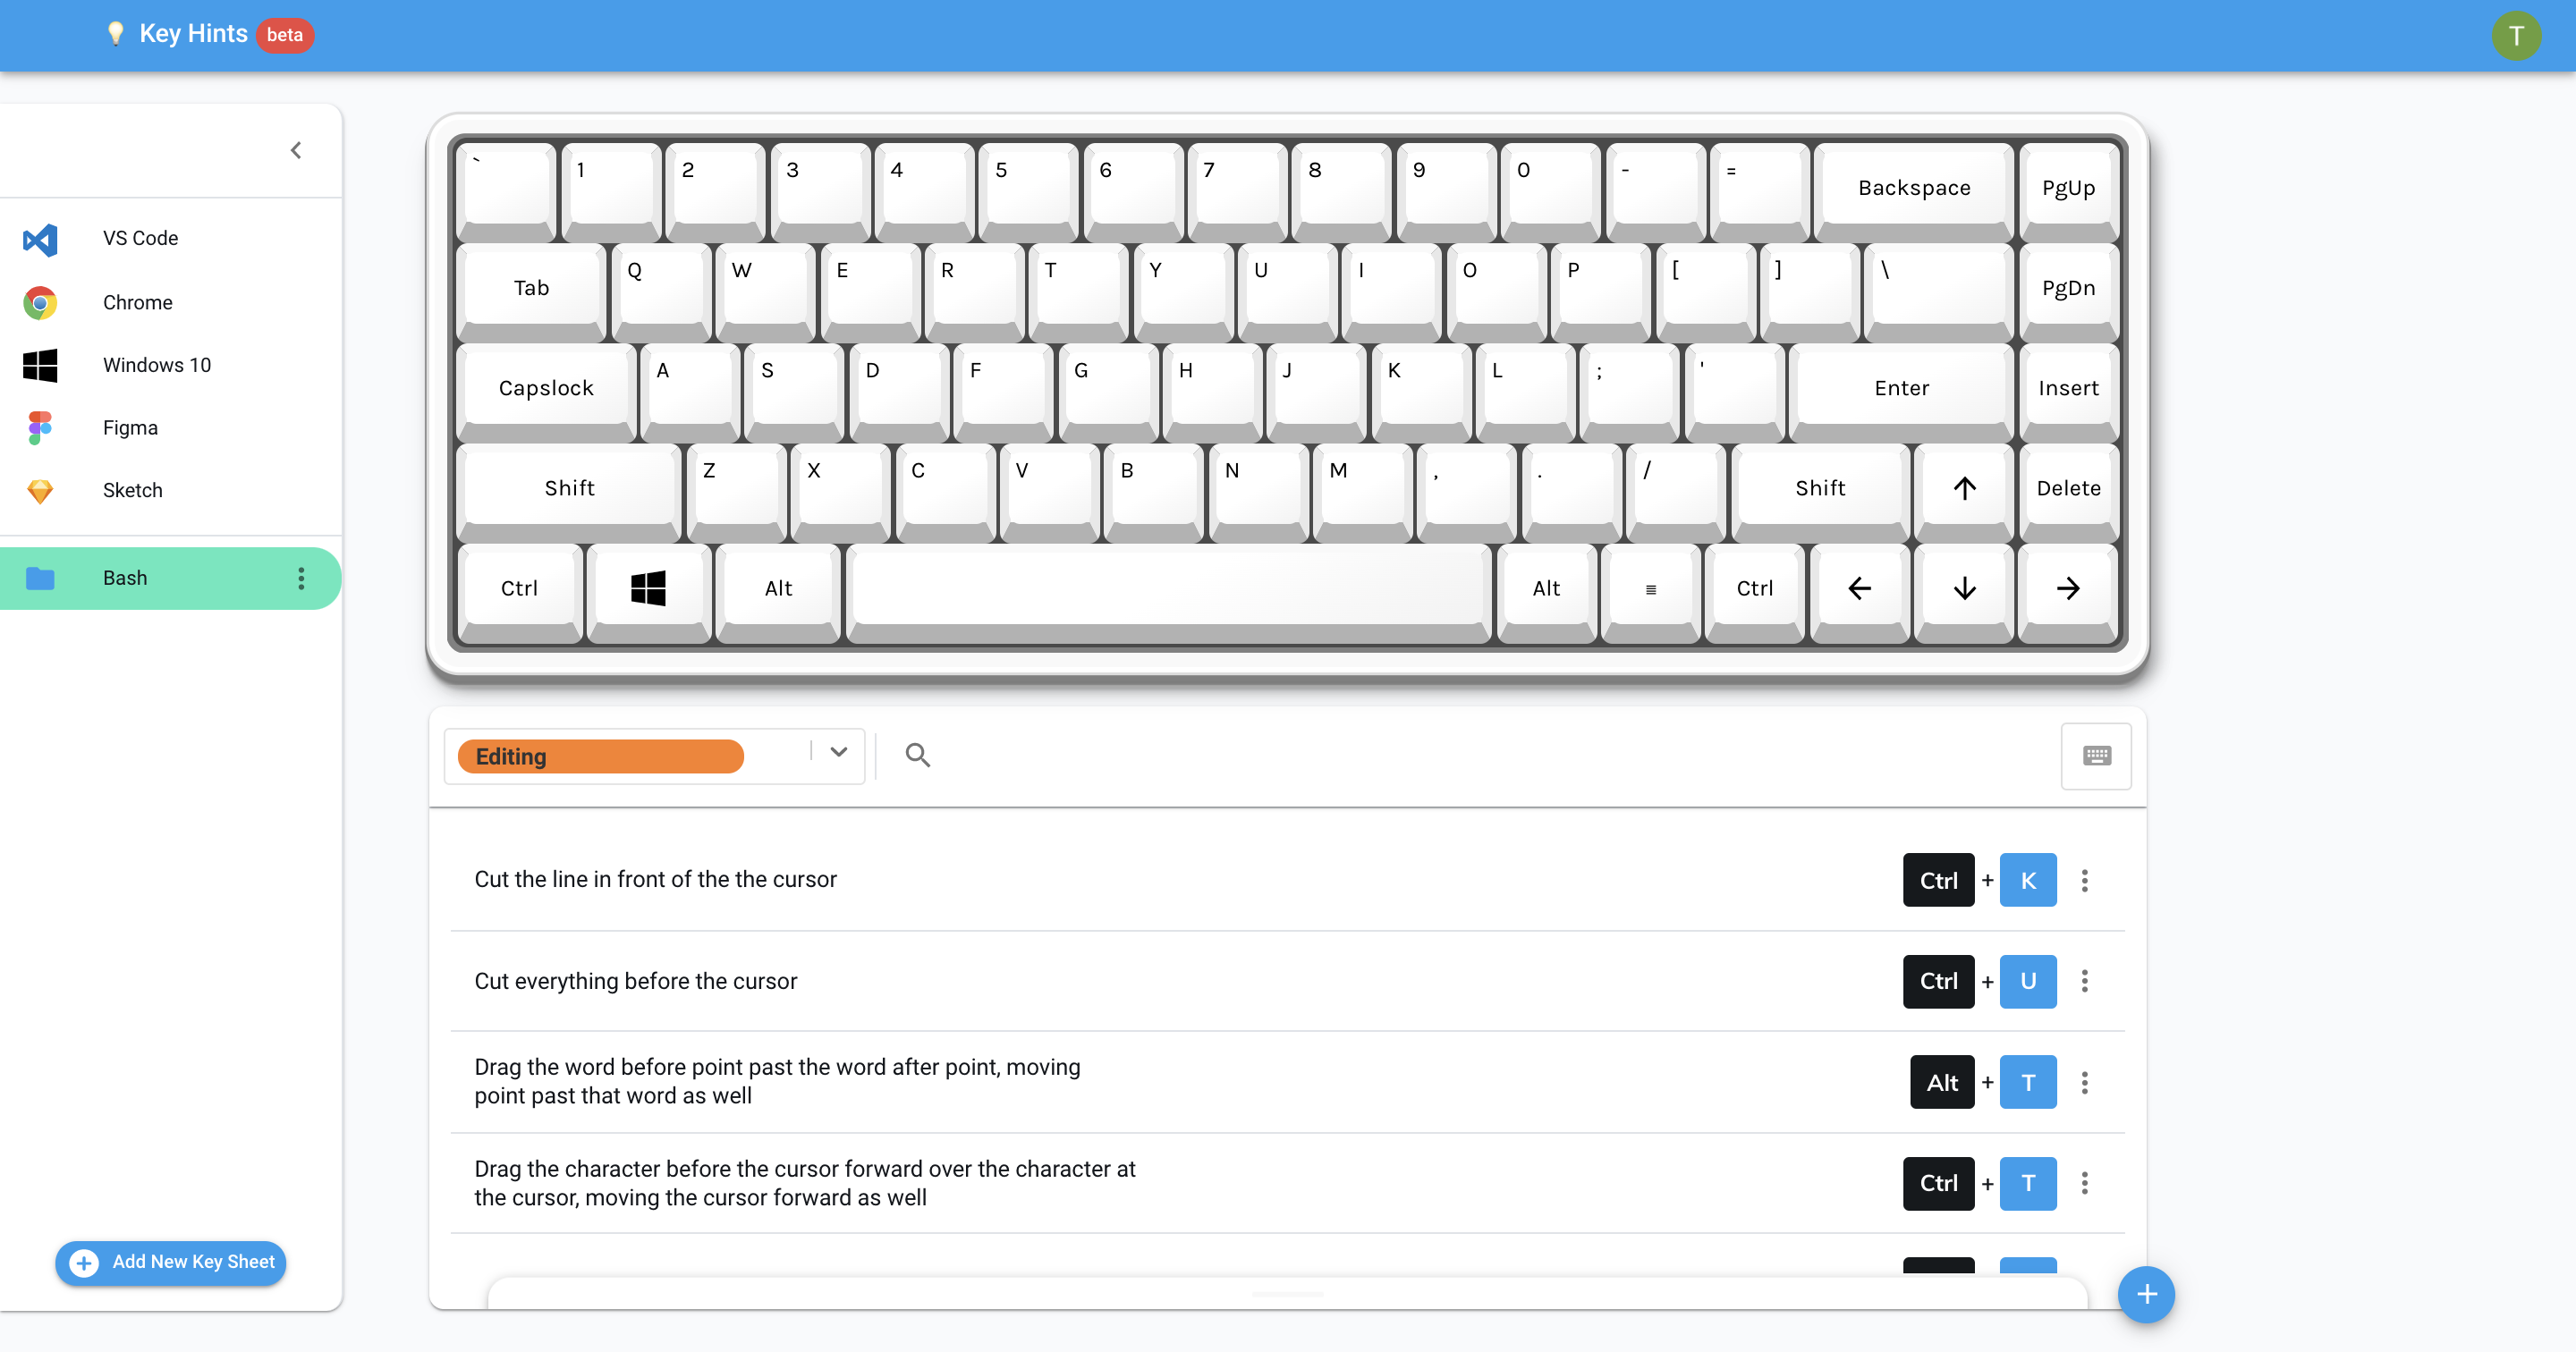 Key Hints beta
T
VS Code
Chrome
Windows 10
Figma
Sketch
Bash
Add New Key Sheet
` 1 2 3 4 5 6 7 8 9 0 - = Backspace PgUp
Tab Q W E R T Y U I O P [ ] \ PgDn
Capslock A S D F G H J K L ; ' Enter Insert
Shift Z X C V B N M , . / Shift ↑ Delete
Ctrl Alt Alt ≣ Ctrl ← ↓ →
Editing
Cut the line in front of the the cursor Ctrl + K
Cut everything before the cursor Ctrl + U
Drag the word before point past the word after point, moving
point past that word as well Alt + T
Drag the character before the cursor forward over the character at
the cursor, moving the cursor forward as well Ctrl + T